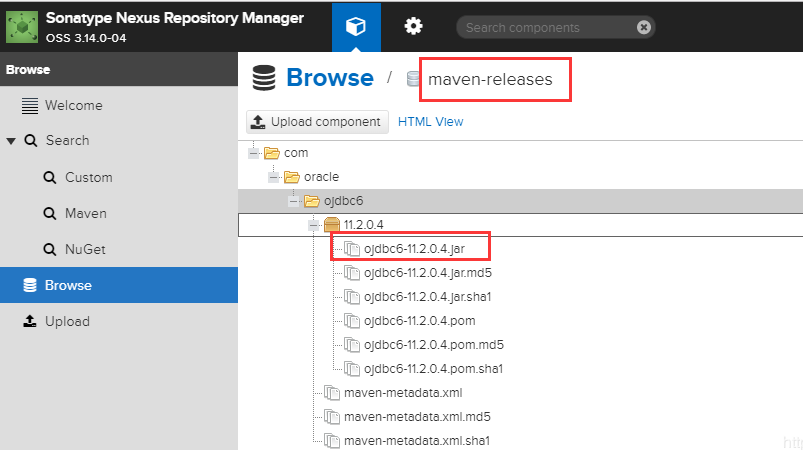 Sonatype Nexus Repository Manager
OSS 3.14.0-04
Search components
Browse
Welcome
Search
Custom
Maven
NuGet
Browse
Upload
Browse / maven-releases
Upload component HTML View
com
oracle
ojdbc6
11.2.0.4
ojdbc6-11.2.0.4.jar
ojdbc6-11.2.0.4.jar.md5
ojdbc6-11.2.0.4.jar.sha1
ojdbc6-11.2.0.4.pom
ojdbc6-11.2.0.4.pom.md5
ojdbc6-11.2.0.4.pom.sha1
maven-metadata.xml
maven-metadata.xml.md5
maven-metadata.xml.sha1